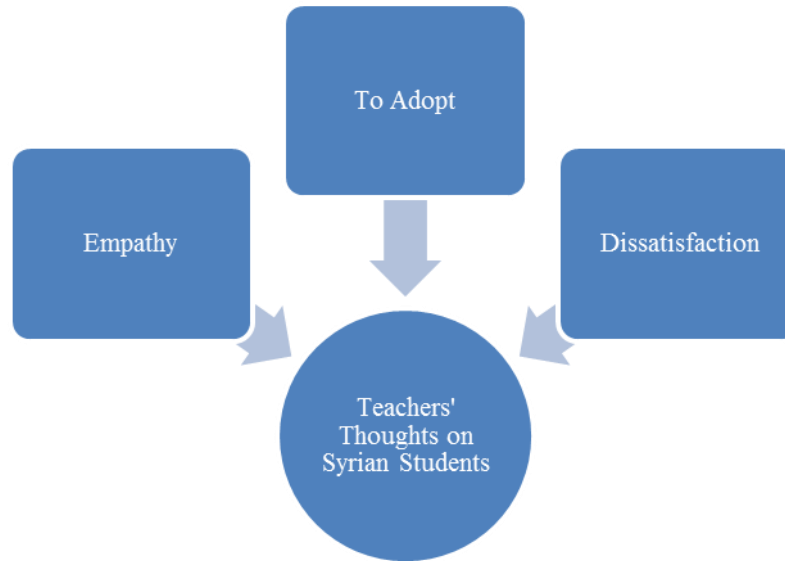 To Adopt
Empathy
Dissatisfaction
Teachers'
Thoughts on
Syrian Students